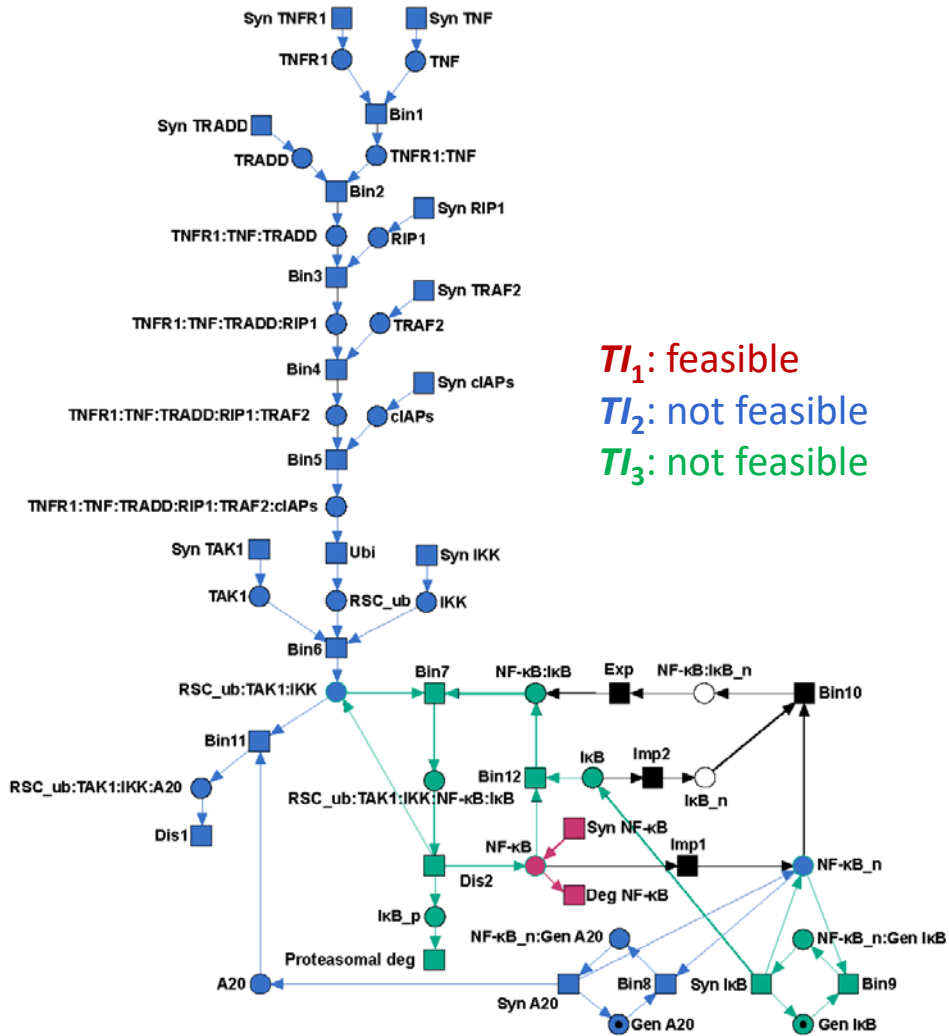 Syn TNFR1
Syn TNF
TNFR1
TNF
Bin1
Syn TRADD
TRADD
TNFR1:TNF
Bin2
Syn RIP1
TNFR1:TNF:TRADD
RIP1
Bin3
Syn TRAF2
TNFR1:TNF:TRADD:RIP1
TRAF2
Bin4
Syn cIAPs
TNFR1:TNF:TRADD:RIP1:TRAF2
cIAPs
Bin5
TNFR1:TNF:TRADD:RIP1:TRAF2:cIAPs
TI1: feasible
TI2: not feasible
TI3: not feasible
Syn TAK1
Ubi
Syn IKK
TAK1
RSC_ub
IKK
Bin6
RSC_ub:TAK1:IKK
Bin7
NF-κB:IκB
Exp
NF-κB:IκB_n
Bin10
Bin11
Bin12
IκB
Imp2
IκB_n
RSC_ub:TAK1:IKK:A20
RSC_ub:TAK1:IKK:NF-κB:IκB
Dis1
Syn NF-κB
NF-κB
Imp1
NF-κB_n
Dis2
Deg NF-κB
IκB_p
NF-κB_n:Gen A20
NF-κB_n:Gen IκB
Proteasomal deg
A20
Syn A20
Bin8
Syn IκB
Bin9
Gen A20
Gen IκB